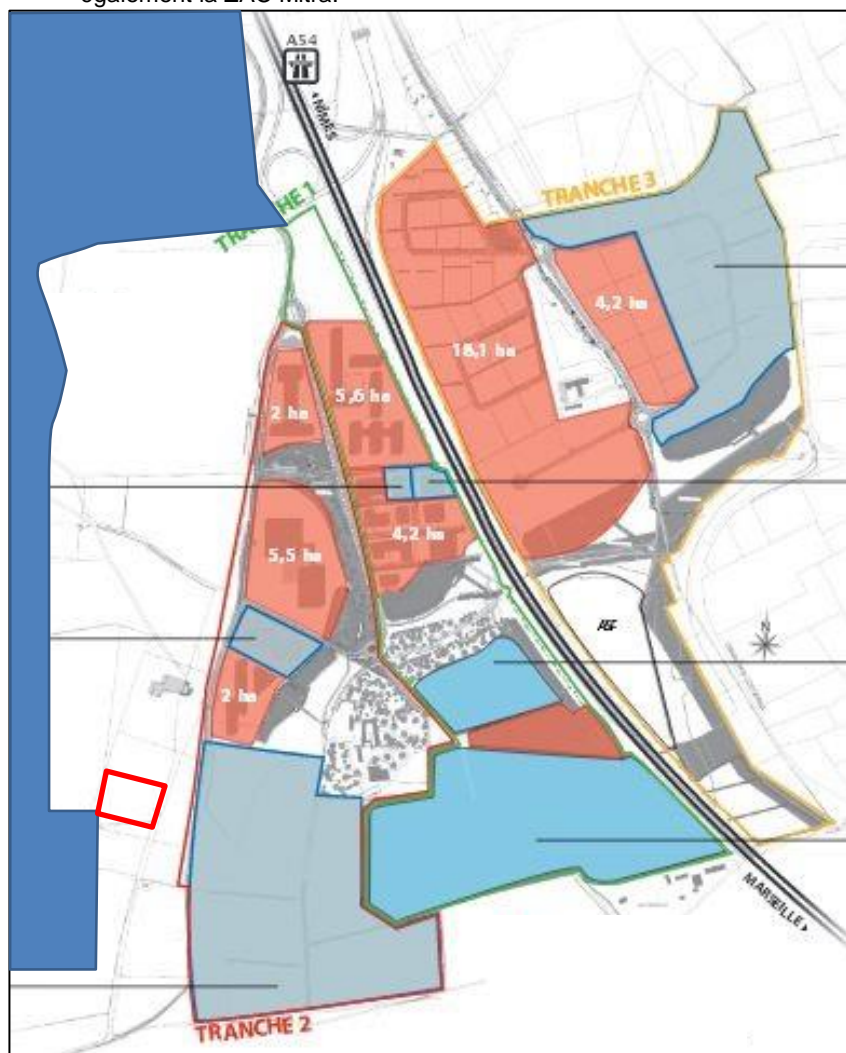 également la ZAC Mitra.
A54
◂NÎMES
TRANCHE 1
TRANCHE 3
4,2 ha
18,1 ha
5,6 ha
2 ha
4,2 ha
5,5 ha
ASF
N
2 ha
MARSEILLE▸
TRANCHE 2